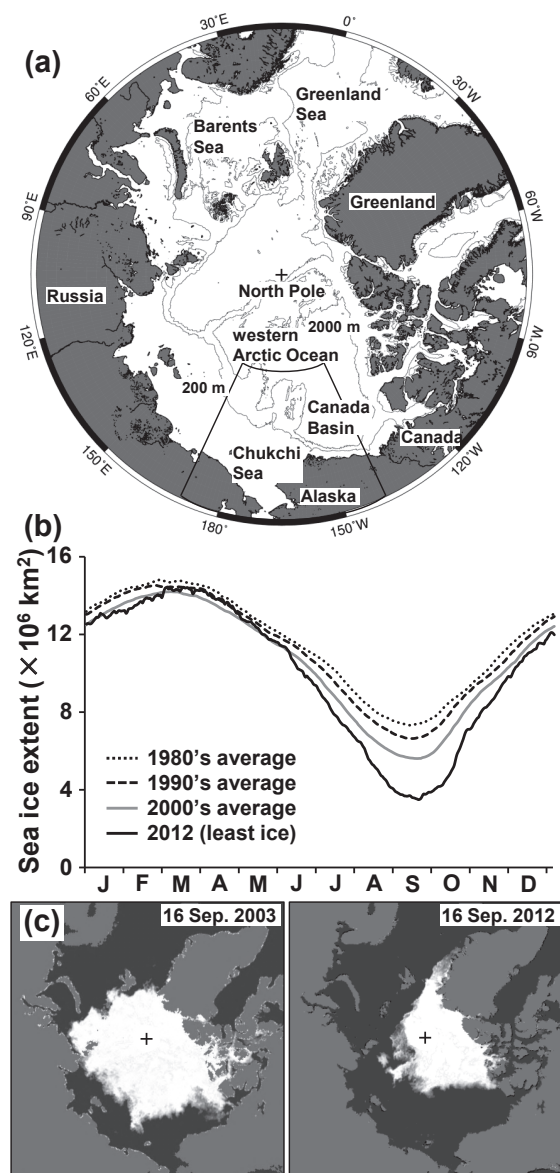 (a)
30˚E
0˚
30˚W
60˚E
60˚W
90˚E
90˚W
120˚E
120˚W
150˚E
180˚
150˚W
Greenland
Sea
Barents
Sea
Greenland
Russia
North Pole
2000 m
western
Arctic Ocean
200 m
Canada
Basin
Canada
Chukchi
Sea
Alaska
(b)
Sea ice extent (×10⁶ km²)
16
12
8
4
0
1980's average
1990's average
2000's average
2012 (least ice)
J F M A M J J A S O N D
(c)
16 Sep. 2003
16 Sep. 2012